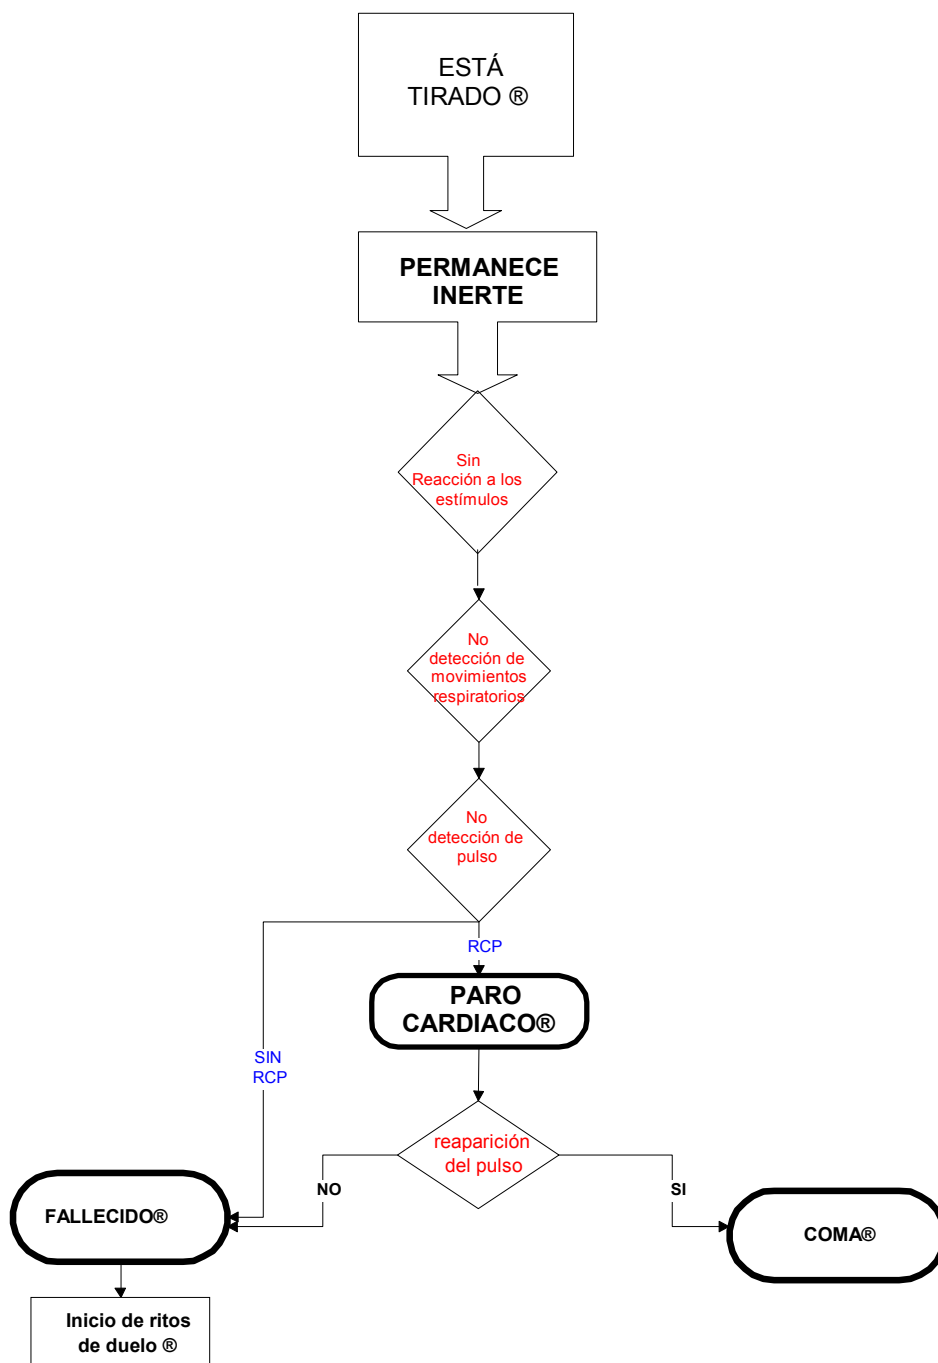 ESTÁ
TIRADO ®
PERMANECE
INERTE
Sin
Reacción a los
estímulos
No
detección de
movimientos
respiratorios
No
detección de
pulso
RCP
PARO
CARDIACO®
SIN
RCP
reaparición
del pulso
NO
SI
FALLECIDO®
COMA®
Inicio de ritos
de duelo ®